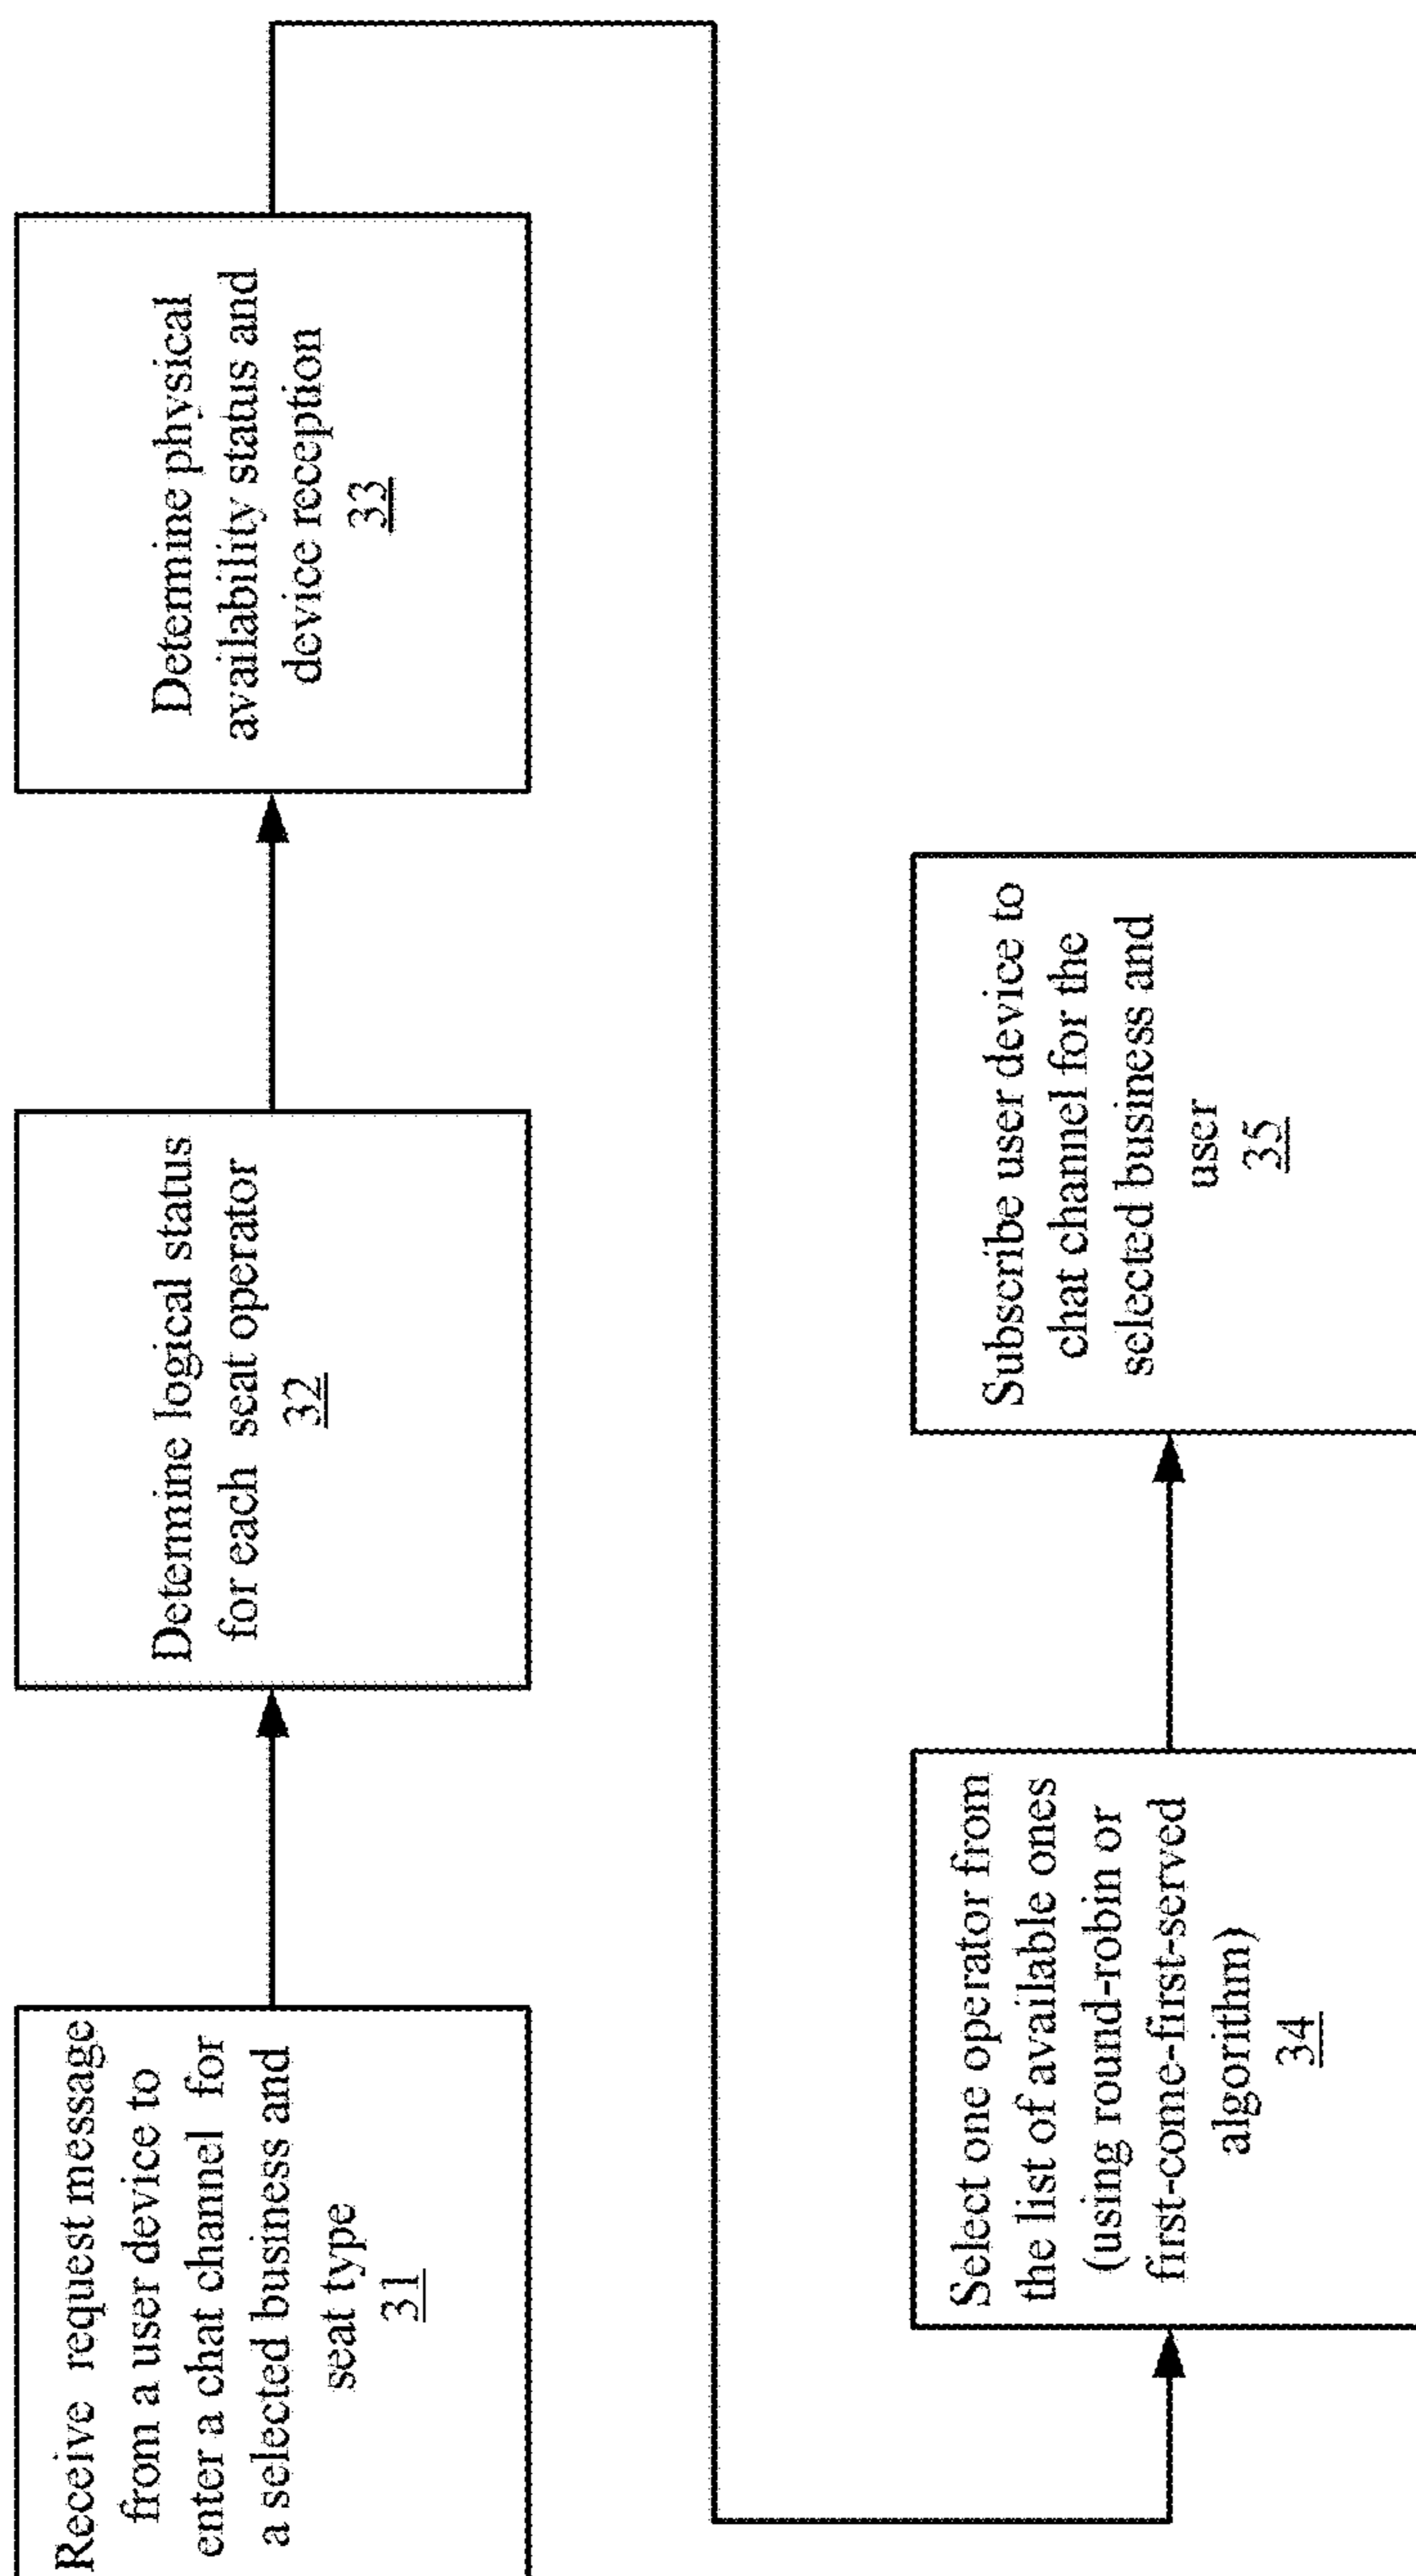 Receive request message
from a user device to
enter a chat channel for
a selected business and
seat type
31
Determine logical status
for each seat operator
32
Determine physical
availability status and
device reception
33
Select one operator from
the list of available ones
(using round-robin or
first-come-first-served
algorithm)
34
Subscribe user device to
chat channel for the
selected business and
user
35